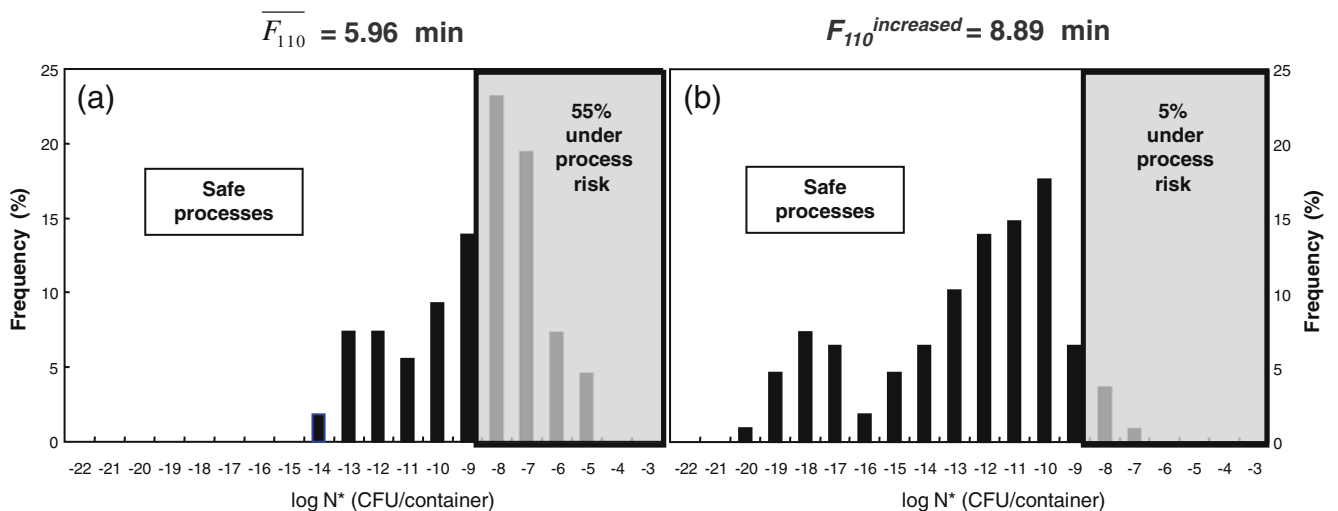 F110 = 5.96 min
F110 increased = 8.89 min
(a)
55%
under
process
risk
Safe
processes
Frequency (%)
25
20
15
10
5
0
-22 -21 -20 -19 -18 -17 -16 -15 -14 -13 -12 -11 -10 -9 -8 -7 -6 -5 -4 -3
log N* (CFU/container)
(b)
5%
under
process
risk
Safe
processes
25
20
15
10
5
0
Frequency (%)
-22 -21 -20 -19 -18 -17 -16 -15 -14 -13 -12 -11 -10 -9 -8 -7 -6 -5 -4 -3
log N* (CFU/container)